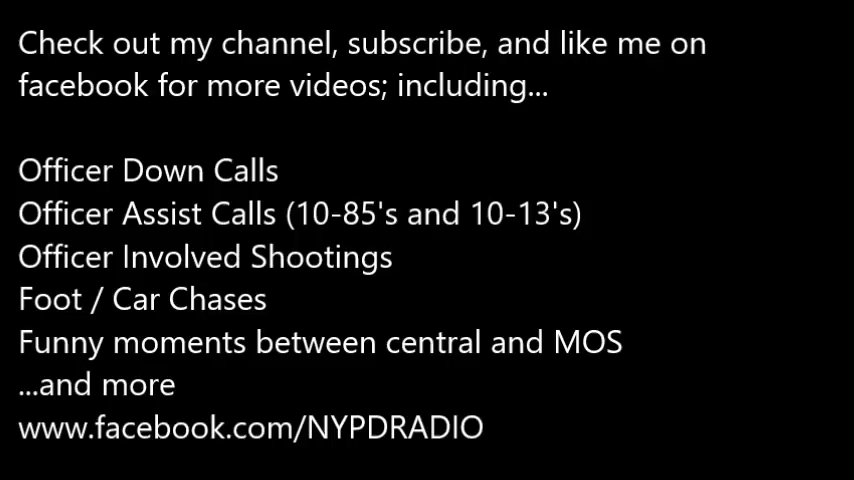 Check out my channel, subscribe, and like me on
facebook for more videos; including...
Officer Down Calls
Officer Assist Calls (10-85's and 10-13's)
Officer Involved Shootings
Foot / Car Chases
Funny moments between central and MOS
...and more
www.facebook.com/NYPDRADIO